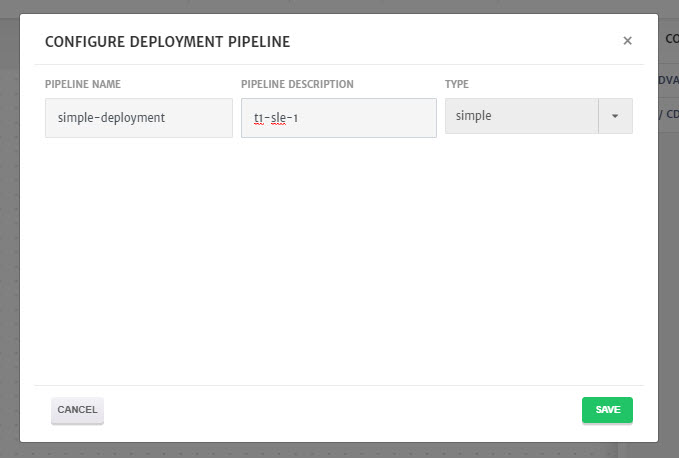 CONFIGURE DEPLOYMENT PIPELINE ×
PIPELINE NAME PIPELINE DESCRIPTION TYPE
simple-deployment t1-sle-1 simple
CANCEL SAVE
CO
DVA
/ CD